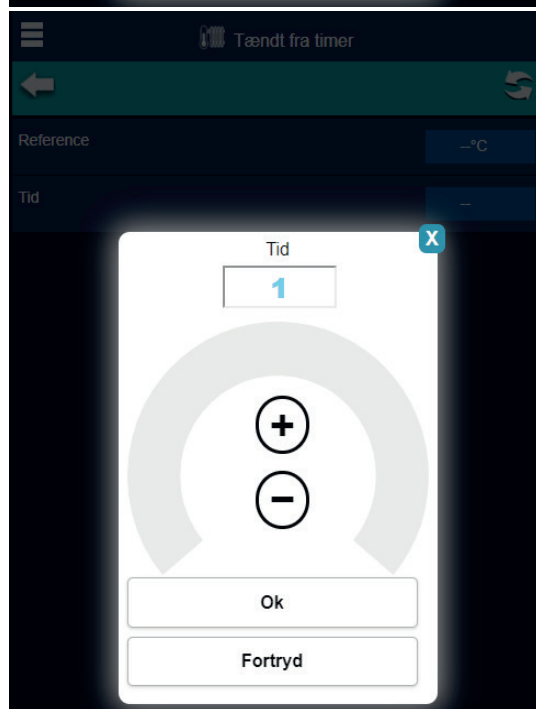 Tændt fra timer
Reference
--°C
Tid
--
X
Tid
1
+
−
Ok
Fortryd